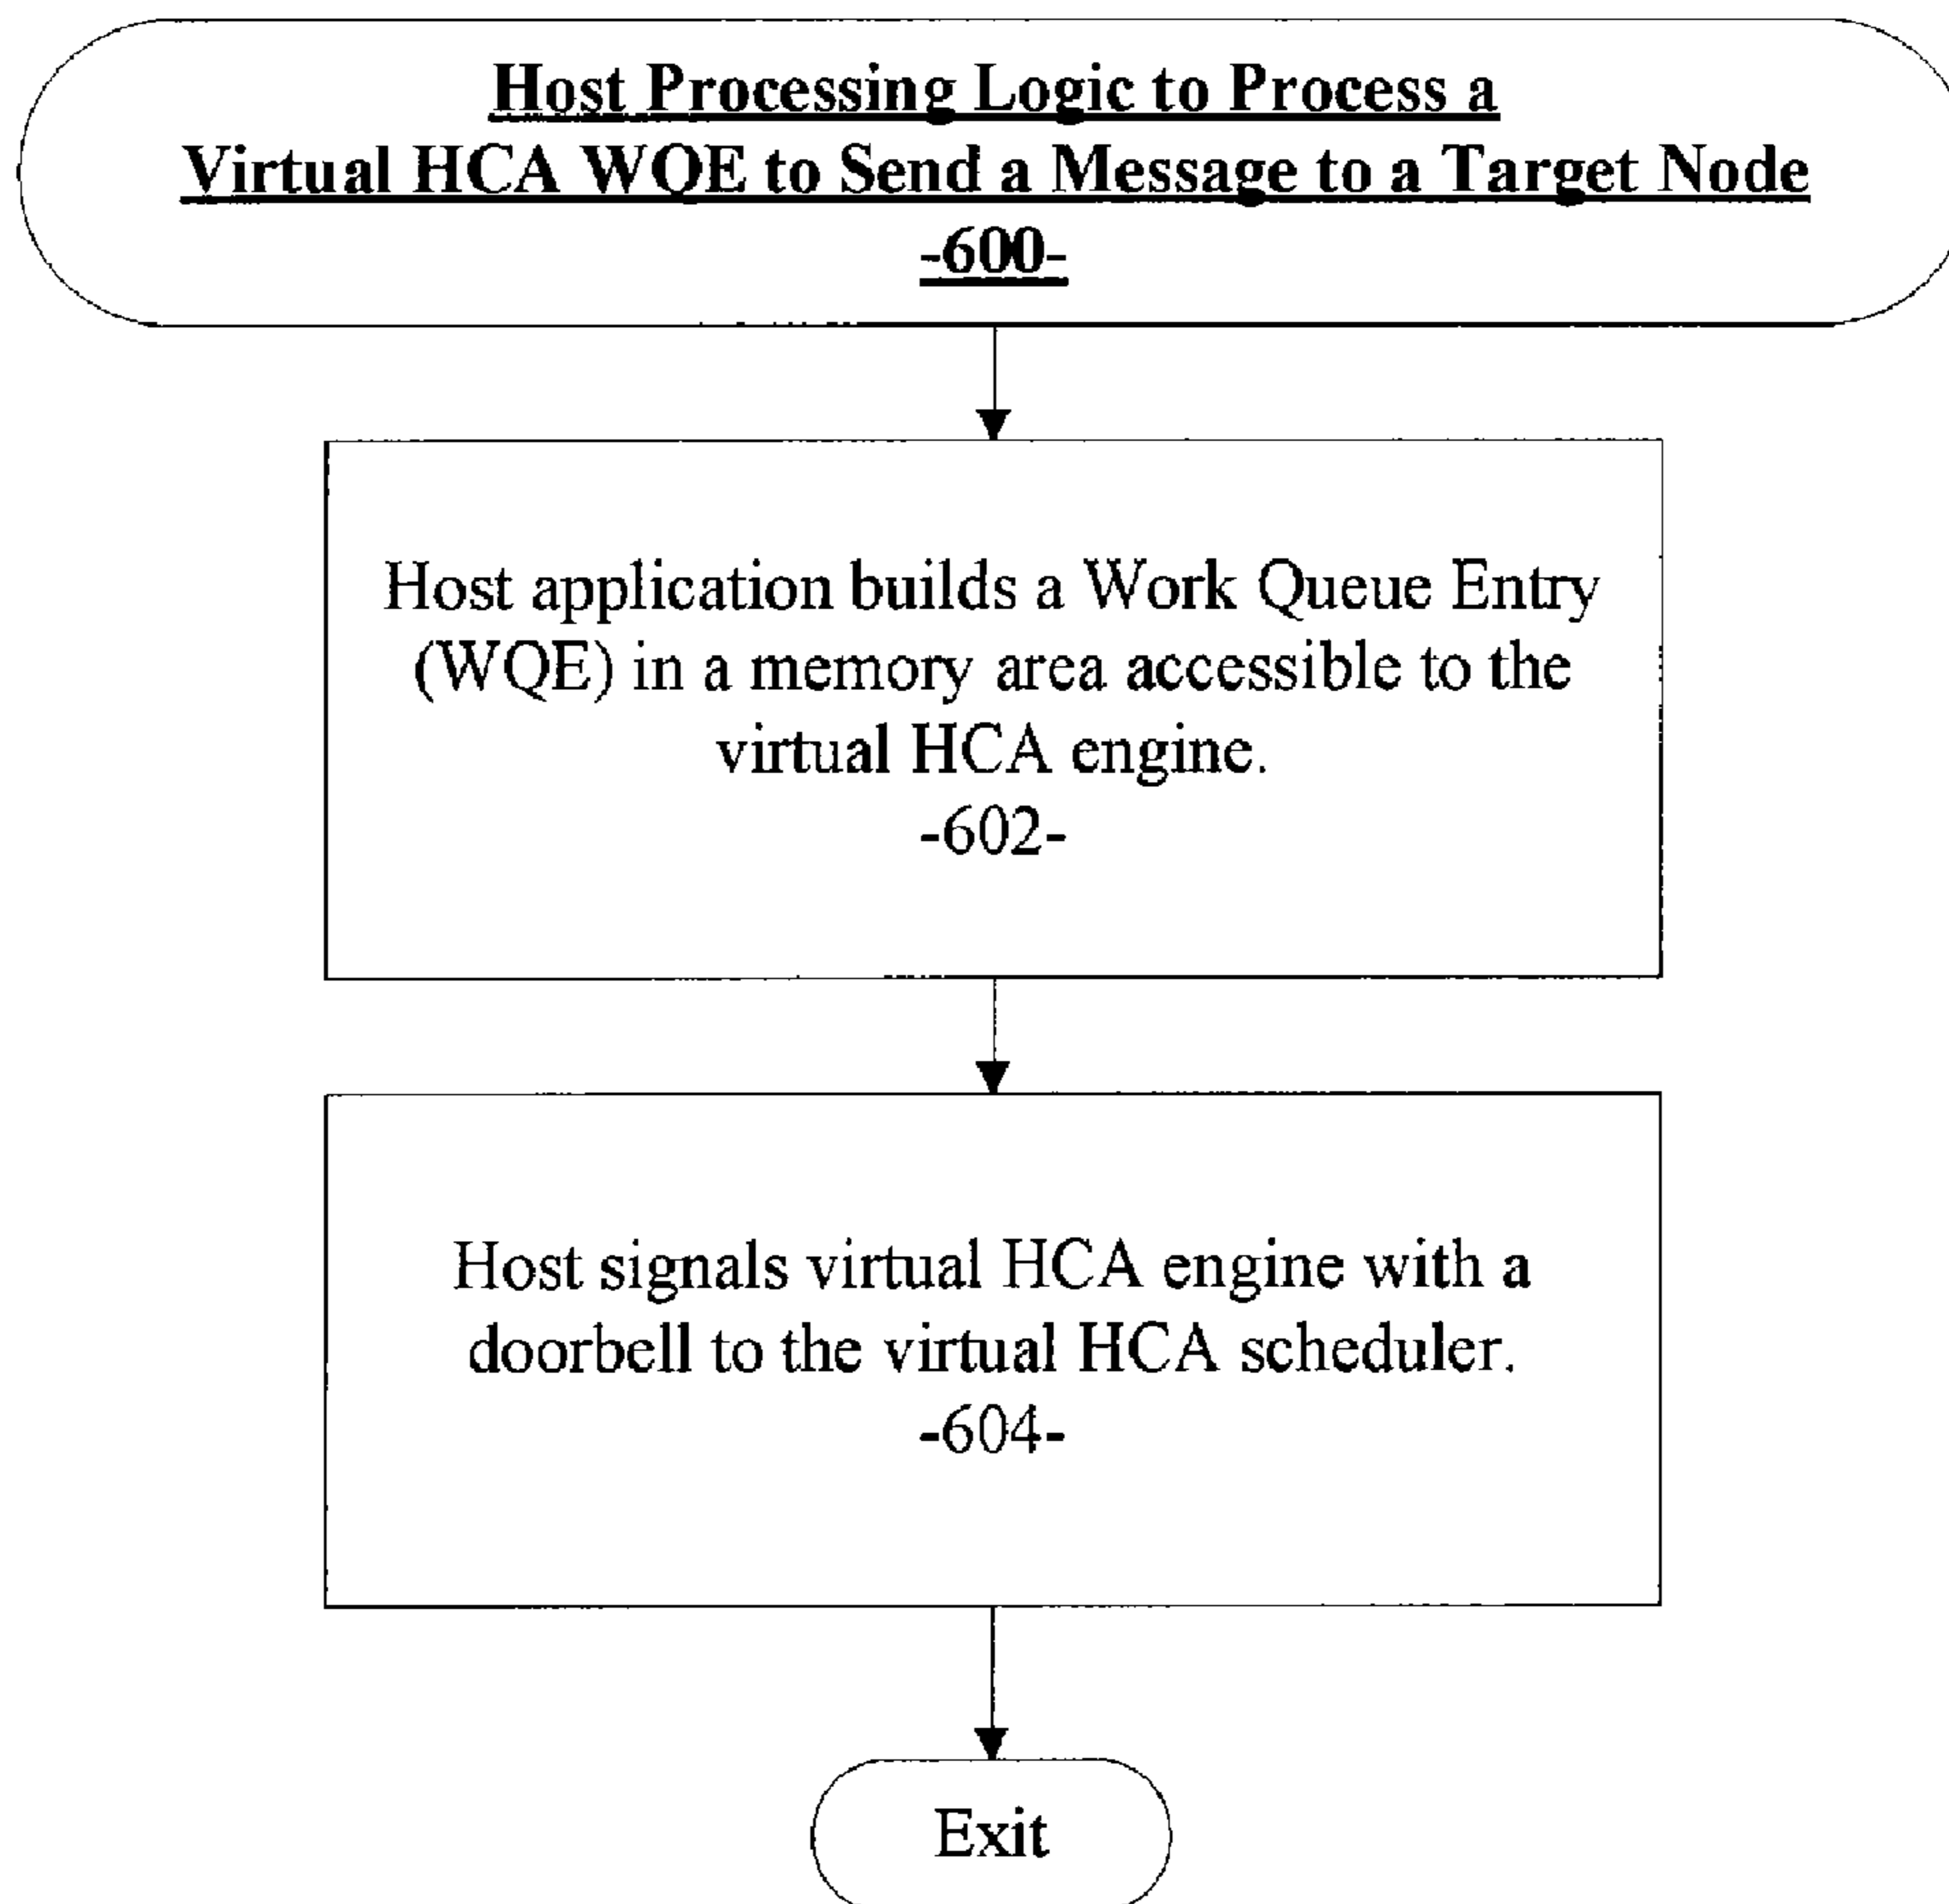 Host Processing Logic to Process a
Virtual HCA WQE to Send a Message to a Target Node
-600-
Host application builds a Work Queue Entry
(WQE) in a memory area accessible to the
virtual HCA engine.
-602-
Host signals virtual HCA engine with a
doorbell to the virtual HCA scheduler.
-604-
Exit